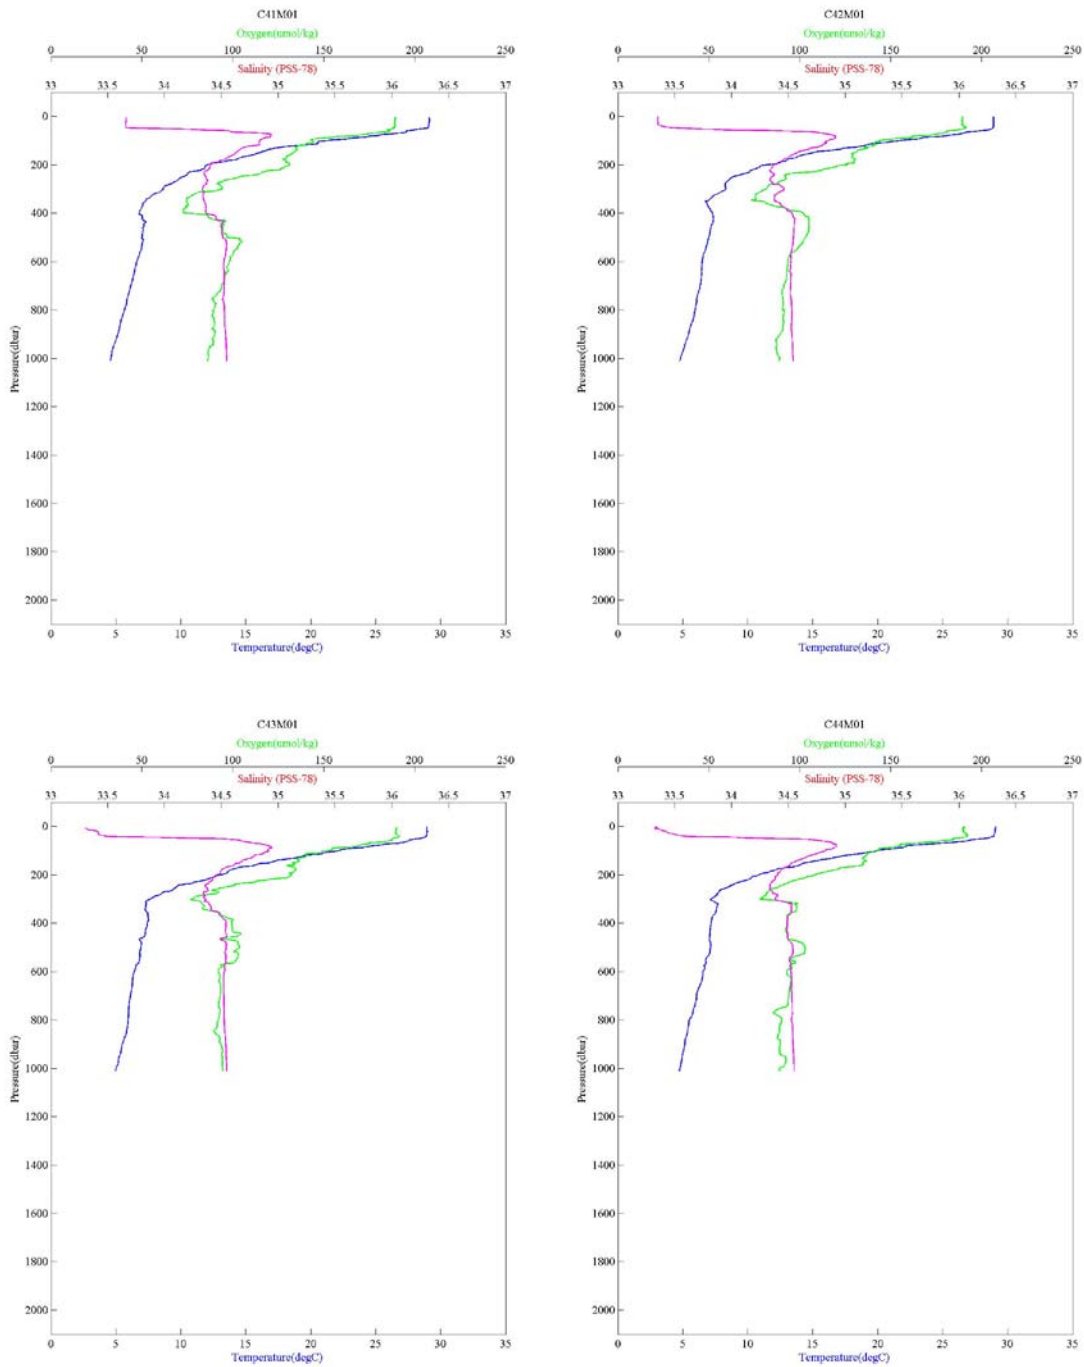 C41M01
Oxygen(umol/kg)
0 50 100 150 200 250
Salinity (PSS-78)
33 33.5 34 34.5 35 35.5 36 36.5 37
0
200
400
600
800
1000
1200
1400
1600
1800
2000
Pressure(dbar)
0 5 10 15 20 25 30 35
Temperature(degC)
C42M01
Oxygen(umol/kg)
0 50 100 150 200 250
Salinity (PSS-78)
33 33.5 34 34.5 35 35.5 36 36.5 37
0
200
400
600
800
1000
1200
1400
1600
1800
2000
Pressure(dbar)
0 5 10 15 20 25 30 35
Temperature(degC)
C43M01
Oxygen(umol/kg)
0 50 100 150 200 250
Salinity (PSS-78)
33 33.5 34 34.5 35 35.5 36 36.5 37
0
200
400
600
800
1000
1200
1400
1600
1800
2000
Pressure(dbar)
0 5 10 15 20 25 30 35
Temperature(degC)
C44M01
Oxygen(umol/kg)
0 50 100 150 200 250
Salinity (PSS-78)
33 33.5 34 34.5 35 35.5 36 36.5 37
0
200
400
600
800
1000
1200
1400
1600
1800
2000
Pressure(dbar)
0 5 10 15 20 25 30 35
Temperature(degC)